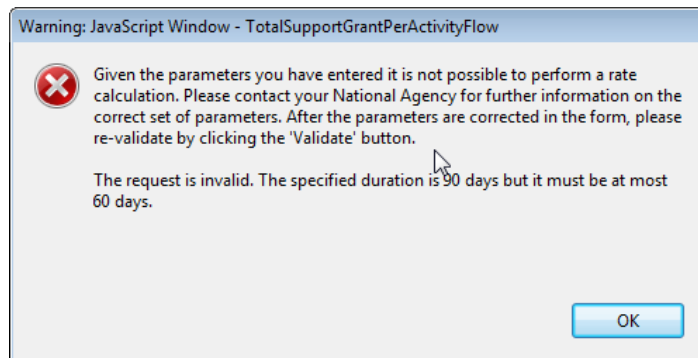 Warning: JavaScript Window - TotalSupportGrantPerActivityFlow
Given the parameters you have entered it is not possible to perform a rate
calculation. Please contact your National Agency for further information on the
correct set of parameters. After the parameters are corrected in the form, please
re-validate by clicking the 'Validate' button.
The request is invalid. The specified duration is 90 days but it must be at most
60 days.
OK